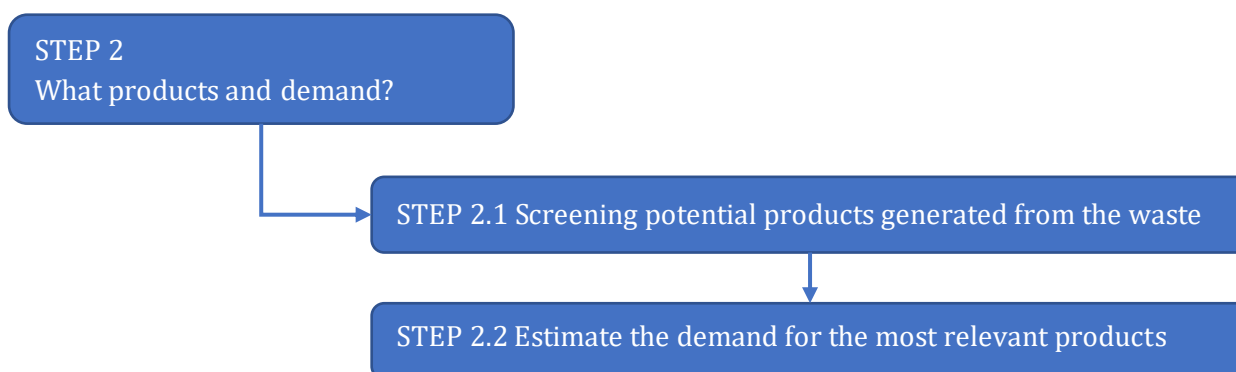 STEP 2
What products and demand?
STEP 2.1 Screening potential products generated from the waste
STEP 2.2 Estimate the demand for the most relevant products